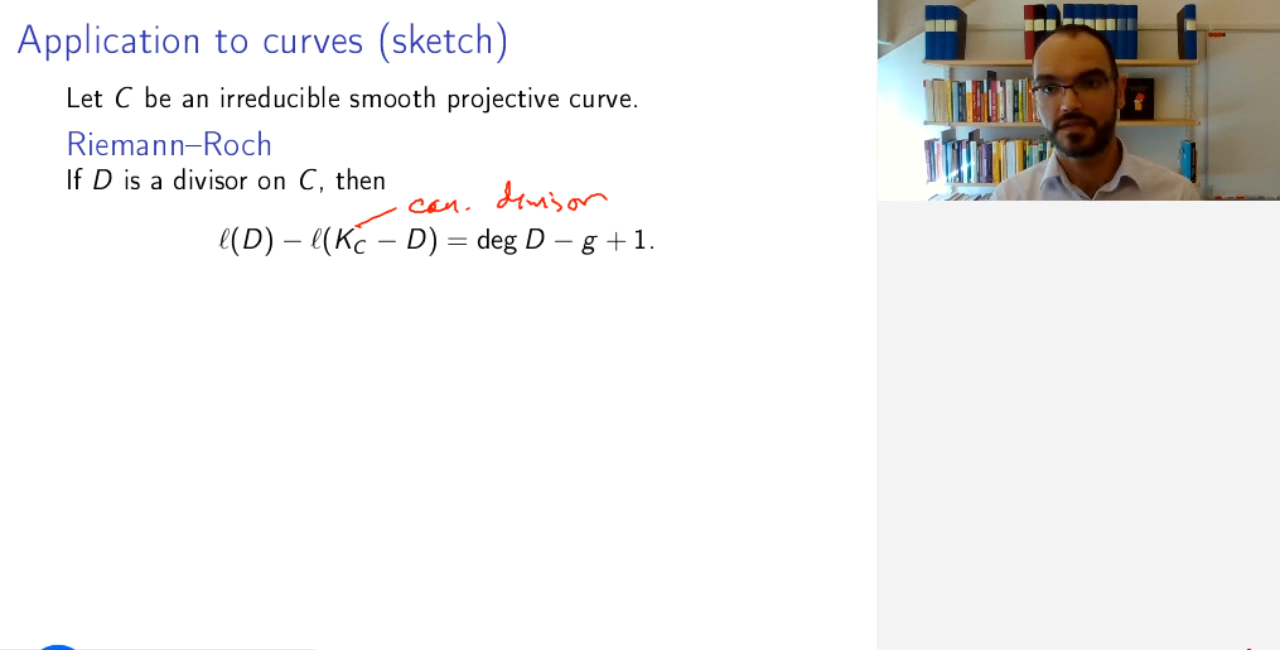 Application to curves (sketch)
Let C be an irreducible smooth projective curve.
Riemann–Roch
If D is a divisor on C, then
can. divisor
ℓ(D) − ℓ(K_C − D) = deg D − g + 1.